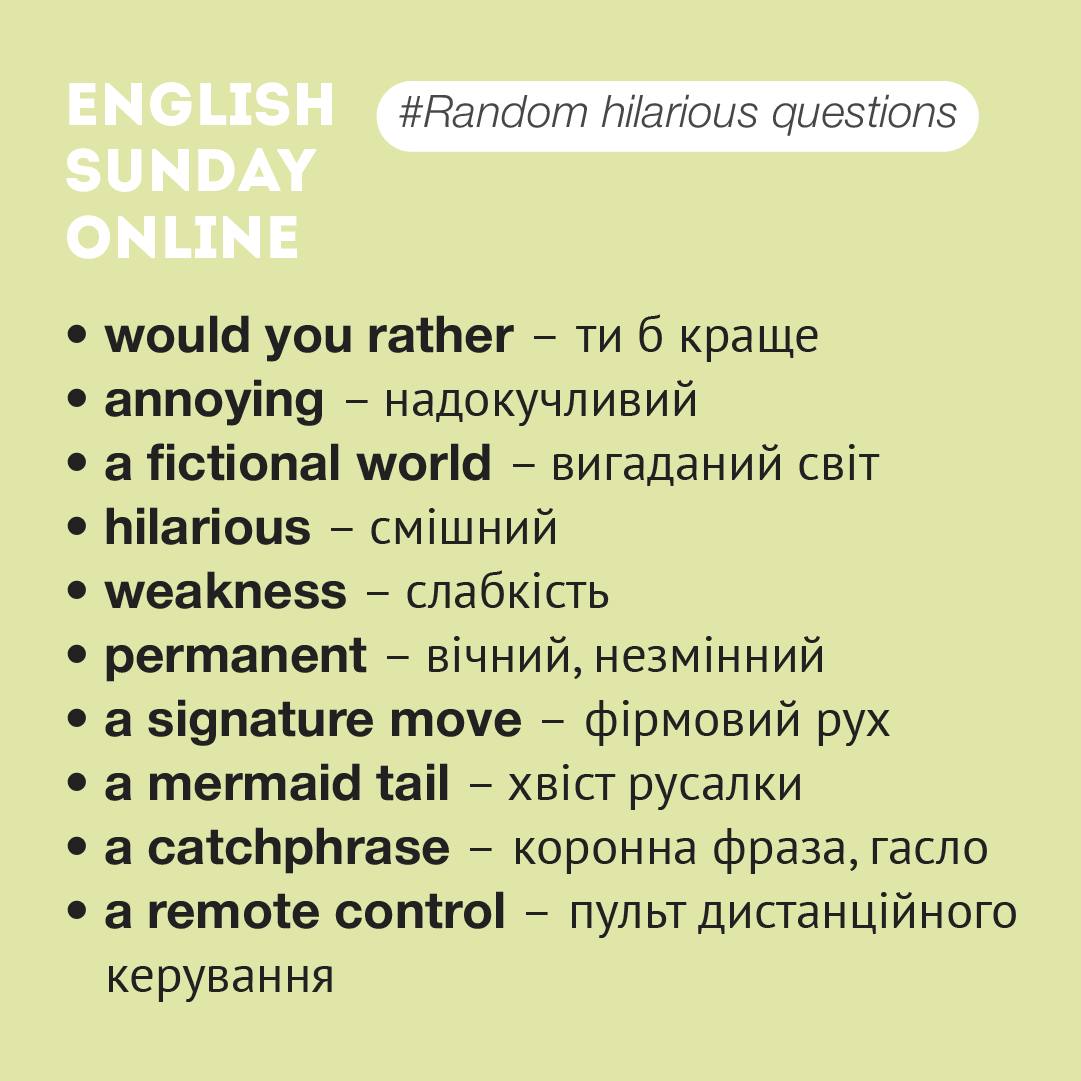 ENGLISH
SUNDAY
ONLINE
#Random hilarious questions
• would you rather – ти б краще
• annoying – надокучливий
• a fictional world – вигаданий світ
• hilarious – смішний
• weakness – слабкість
• permanent – вічний, незмінний
• a signature move – фірмовий рух
• a mermaid tail – хвіст русалки
• a catchphrase – коронна фраза, гасло
• a remote control – пульт дистанційного
керування